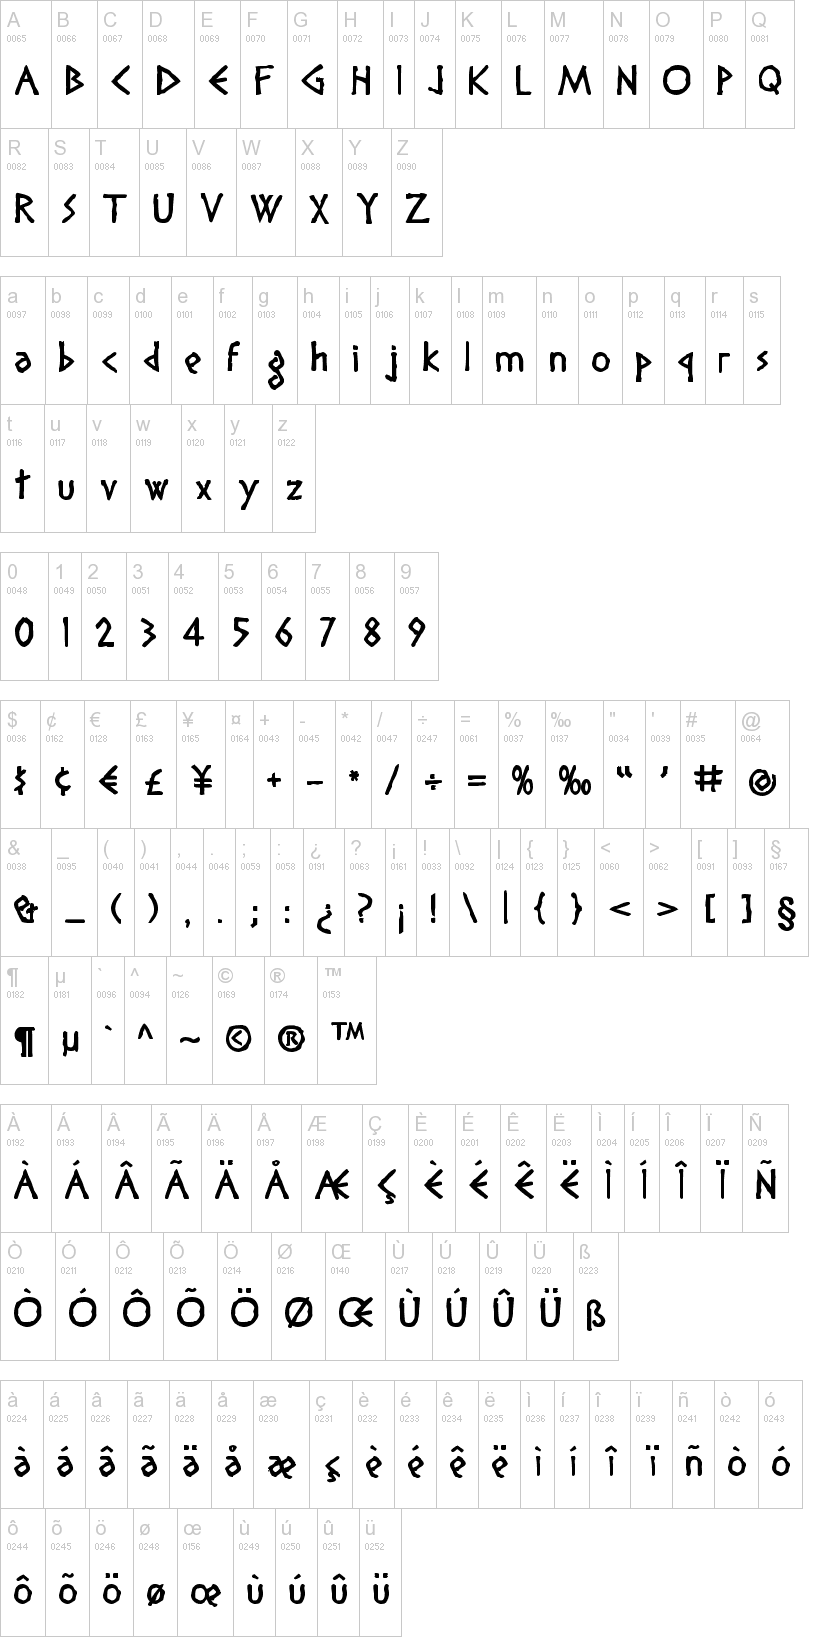 A B C D E F G H I J K L M N O P Q
0065 0066 0067 0068 0069 0070 0071 0072 0073 0074 0075 0076 0077 0078 0079 0080 0081
A B C D E F G H I J K L M N O P Q
R S T U V W X Y Z
0082 0083 0084 0085 0086 0087 0088 0089 0090
R S T U V W X Y Z
a b c d e f g h i j k l m n o p q r s
0097 0098 0099 0100 0101 0102 0103 0104 0105 0106 0107 0108 0109 0110 0111 0112 0113 0114 0115
a b c d e f g h i j k l m n o p q r s
t u v w x y z
0116 0117 0118 0119 0120 0121 0122
t u v w x y z
0 1 2 3 4 5 6 7 8 9
0048 0049 0050 0051 0052 0053 0054 0055 0056 0057
0 1 2 3 4 5 6 7 8 9
$ ¢ € £ ¥ ¤ + - * / ÷ = % ‰ " ' # @
0036 0162 0128 0163 0165 0164 0043 0045 0042 0047 0247 0061 0037 0137 0034 0039 0035 0064
$ ¢ € £ ¥ + - * / ÷ = % ‰ “ ’ # @
& _ ( ) , . ; : ¿ ? ¡ ! \ | { } < > [ ] §
0038 0095 0040 0041 0044 0046 0059 0058 0191 0063 0161 0033 0092 0124 0123 0125 0060 0062 0091 0093 0167
& _ ( ) , . ; : ¿ ? ¡ ! \ | { } < > [ ] §
¶ µ ` ^ ~ © ® ™
0182 0181 0096 0094 0126 0169 0174 0153
¶ µ ` ^ ~ © ® ™
À Á Â Ã Ä Å Æ Ç È É Ê Ë Ì Í Î Ï Ñ
0192 0193 0194 0195 0196 0197 0198 0199 0200 0201 0202 0203 0204 0205 0206 0207 0209
À Á Â Ã Ä Å Æ Ç È É Ê Ë Ì Í Î Ï Ñ
Ò Ó Ô Õ Ö Ø Œ Ù Ú Û Ü ß
0210 0211 0212 0213 0214 0216 0140 0217 0218 0219 0220 0223
Ò Ó Ô Õ Ö Ø Œ Ù Ú Û Ü ß
à á â ã ä å æ ç è é ê ë ì í î ï ñ ò ó
0224 0225 0226 0227 0228 0229 0230 0231 0232 0233 0234 0235 0236 0237 0238 0239 0241 0242 0243
à á â ã ä å æ ç è é ê ë ì í î ï ñ ò ó
ô õ ö ø œ ù ú û ü
0244 0245 0246 0248 0156 0249 0250 0251 0252
ô õ ö ø œ ù ú û ü